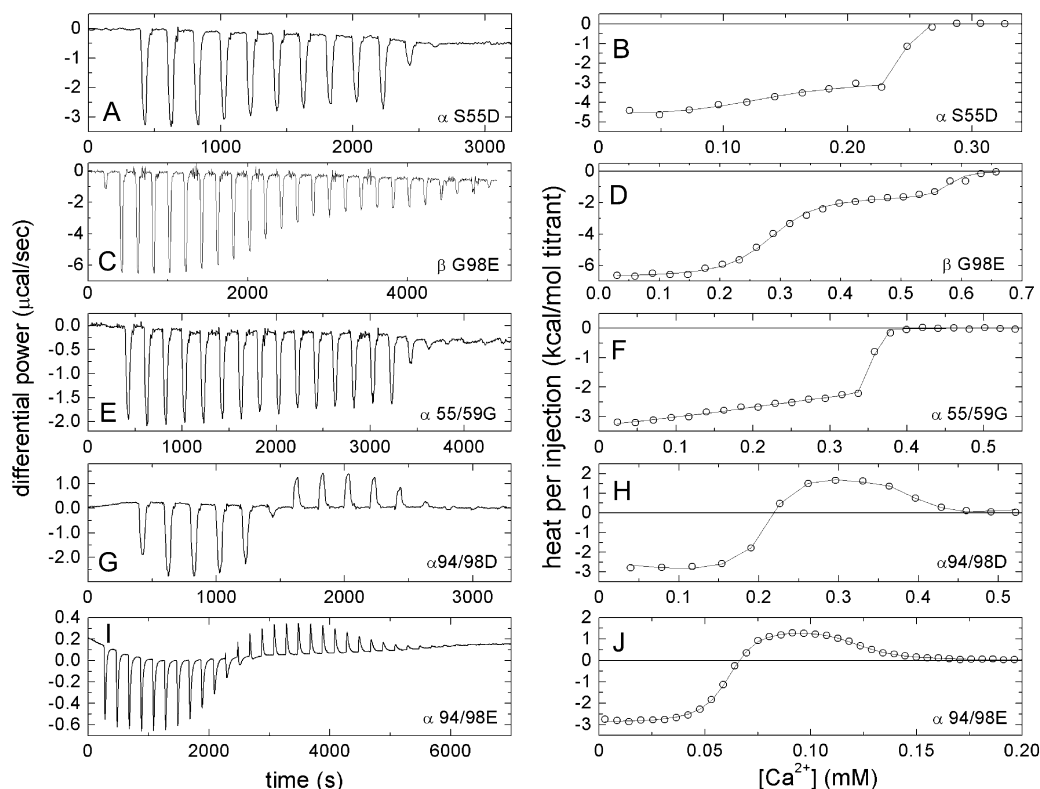 differential power (μcal/sec)
0
-1
-2
-3
A
α S55D
0 1000 2000 3000
0
-2
-4
-6
C
β G98E
0 2000 4000
0.0
-0.5
-1.0
-1.5
-2.0
E
α 55/59G
0 1000 2000 3000 4000
1.0
0.0
-1.0
-2.0
G
α94/98D
0 1000 2000 3000
0.4
0.2
0.0
-0.2
-0.4
-0.6
I
α 94/98E
0 2000 4000 6000
time (s)
heat per injection (kcal/mol titrant)
0
-1
-2
-3
-4
-5
B
α S55D
0.10 0.20 0.30
0
-2
-4
-6
D
β G98E
0.0 0.1 0.2 0.3 0.4 0.5 0.6 0.7
0
-1
-2
-3
F
α 55/59G
0.0 0.1 0.2 0.3 0.4 0.5
2
1
0
-1
-2
-3
H
α94/98D
0 0.1 0.2 0.3 0.4 0.5
2
1
0
-1
-2
-3
J
α 94/98E
0 0.05 0.10 0.15 0.20
[Ca²⁺] (mM)